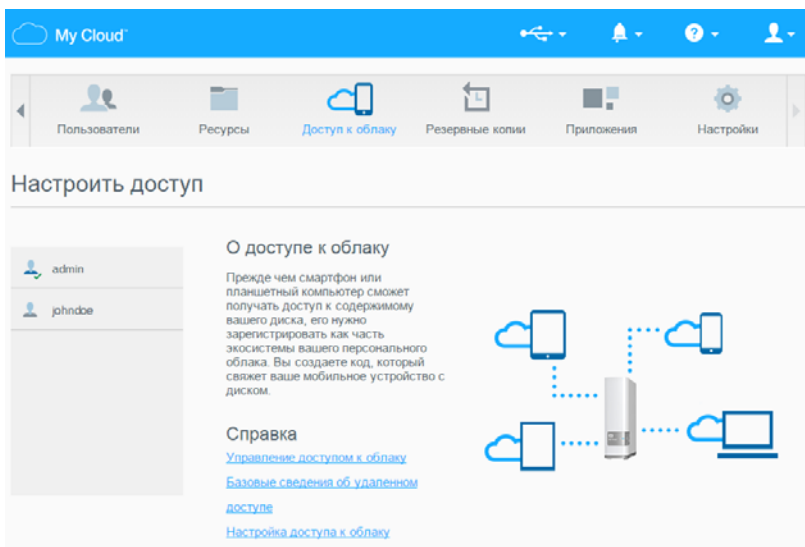 My Cloud™
Пользователи
Ресурсы
Доступ к облаку
Резервные копии
Приложения
Настройки
Настроить доступ
admin
johndoe
О доступе к облаку
Прежде чем смартфон или
планшетный компьютер сможет
получать доступ к содержимому
вашего диска, его нужно
зарегистрировать как часть
экосистемы вашего персонального
облака. Вы создаете код, который
свяжет ваше мобильное устройство с
диском.
Справка
Управление доступом к облаку
Базовые сведения об удаленном
доступе
Настройка доступа к облаку